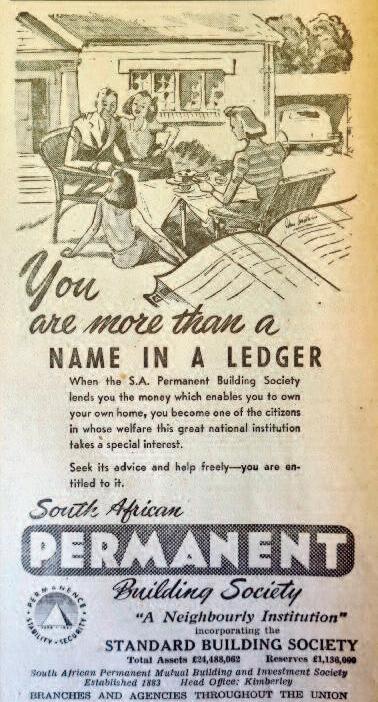 You
are more than a
NAME IN A LEDGER
When the S.A. Permanent Building Society
lends you the money which enables you to own
your own home, you become one of the citizens
in whose welfare this great national institution
takes a special interest.
Seek its advice and help freely—you are en-
titled to it.
South African
PERMANENT
Building Society
PERMANENCE
STABILITY · SECURITY
"A Neighbourly Institution"
incorporating the
STANDARD BUILDING SOCIETY
Total Assets £24,488,062 Reserves £1,136,000
South African Permanent Mutual Building and Investment Society
Established 1883 Head Office: Kimberley
BRANCHES AND AGENCIES THROUGHOUT THE UNION